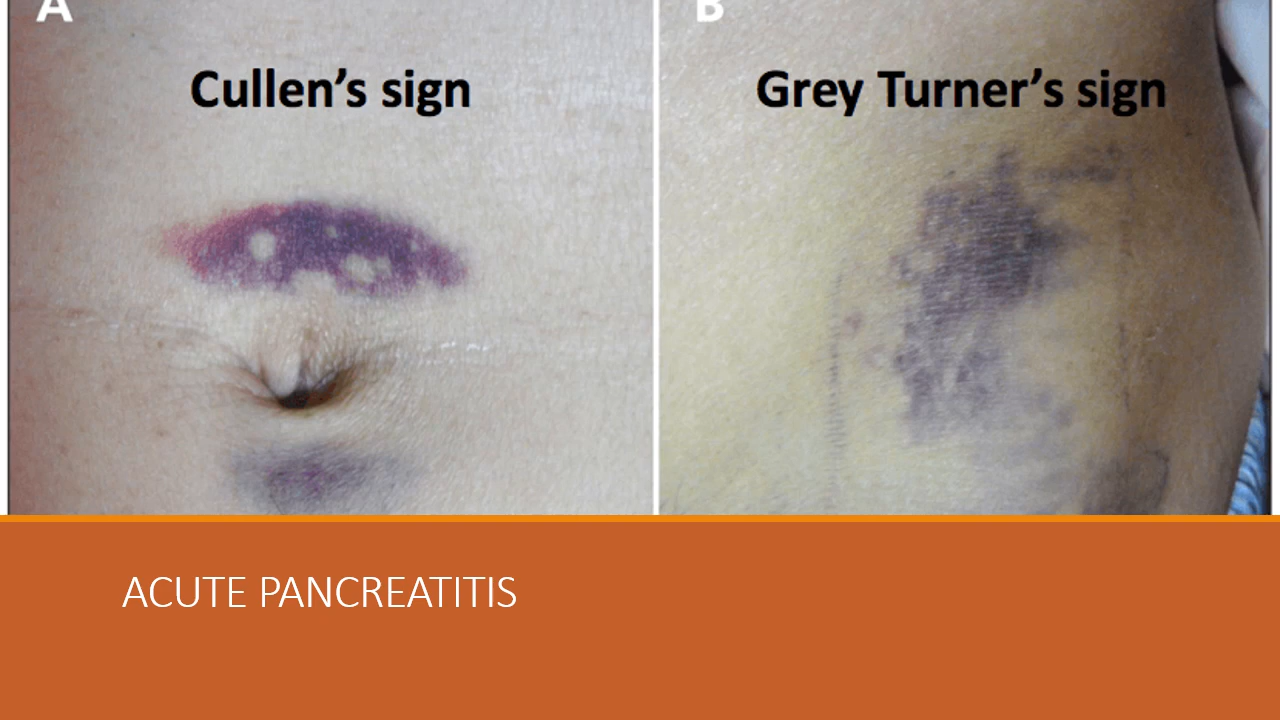 A
B
Cullen’s sign
Grey Turner’s sign
ACUTE PANCREATITIS